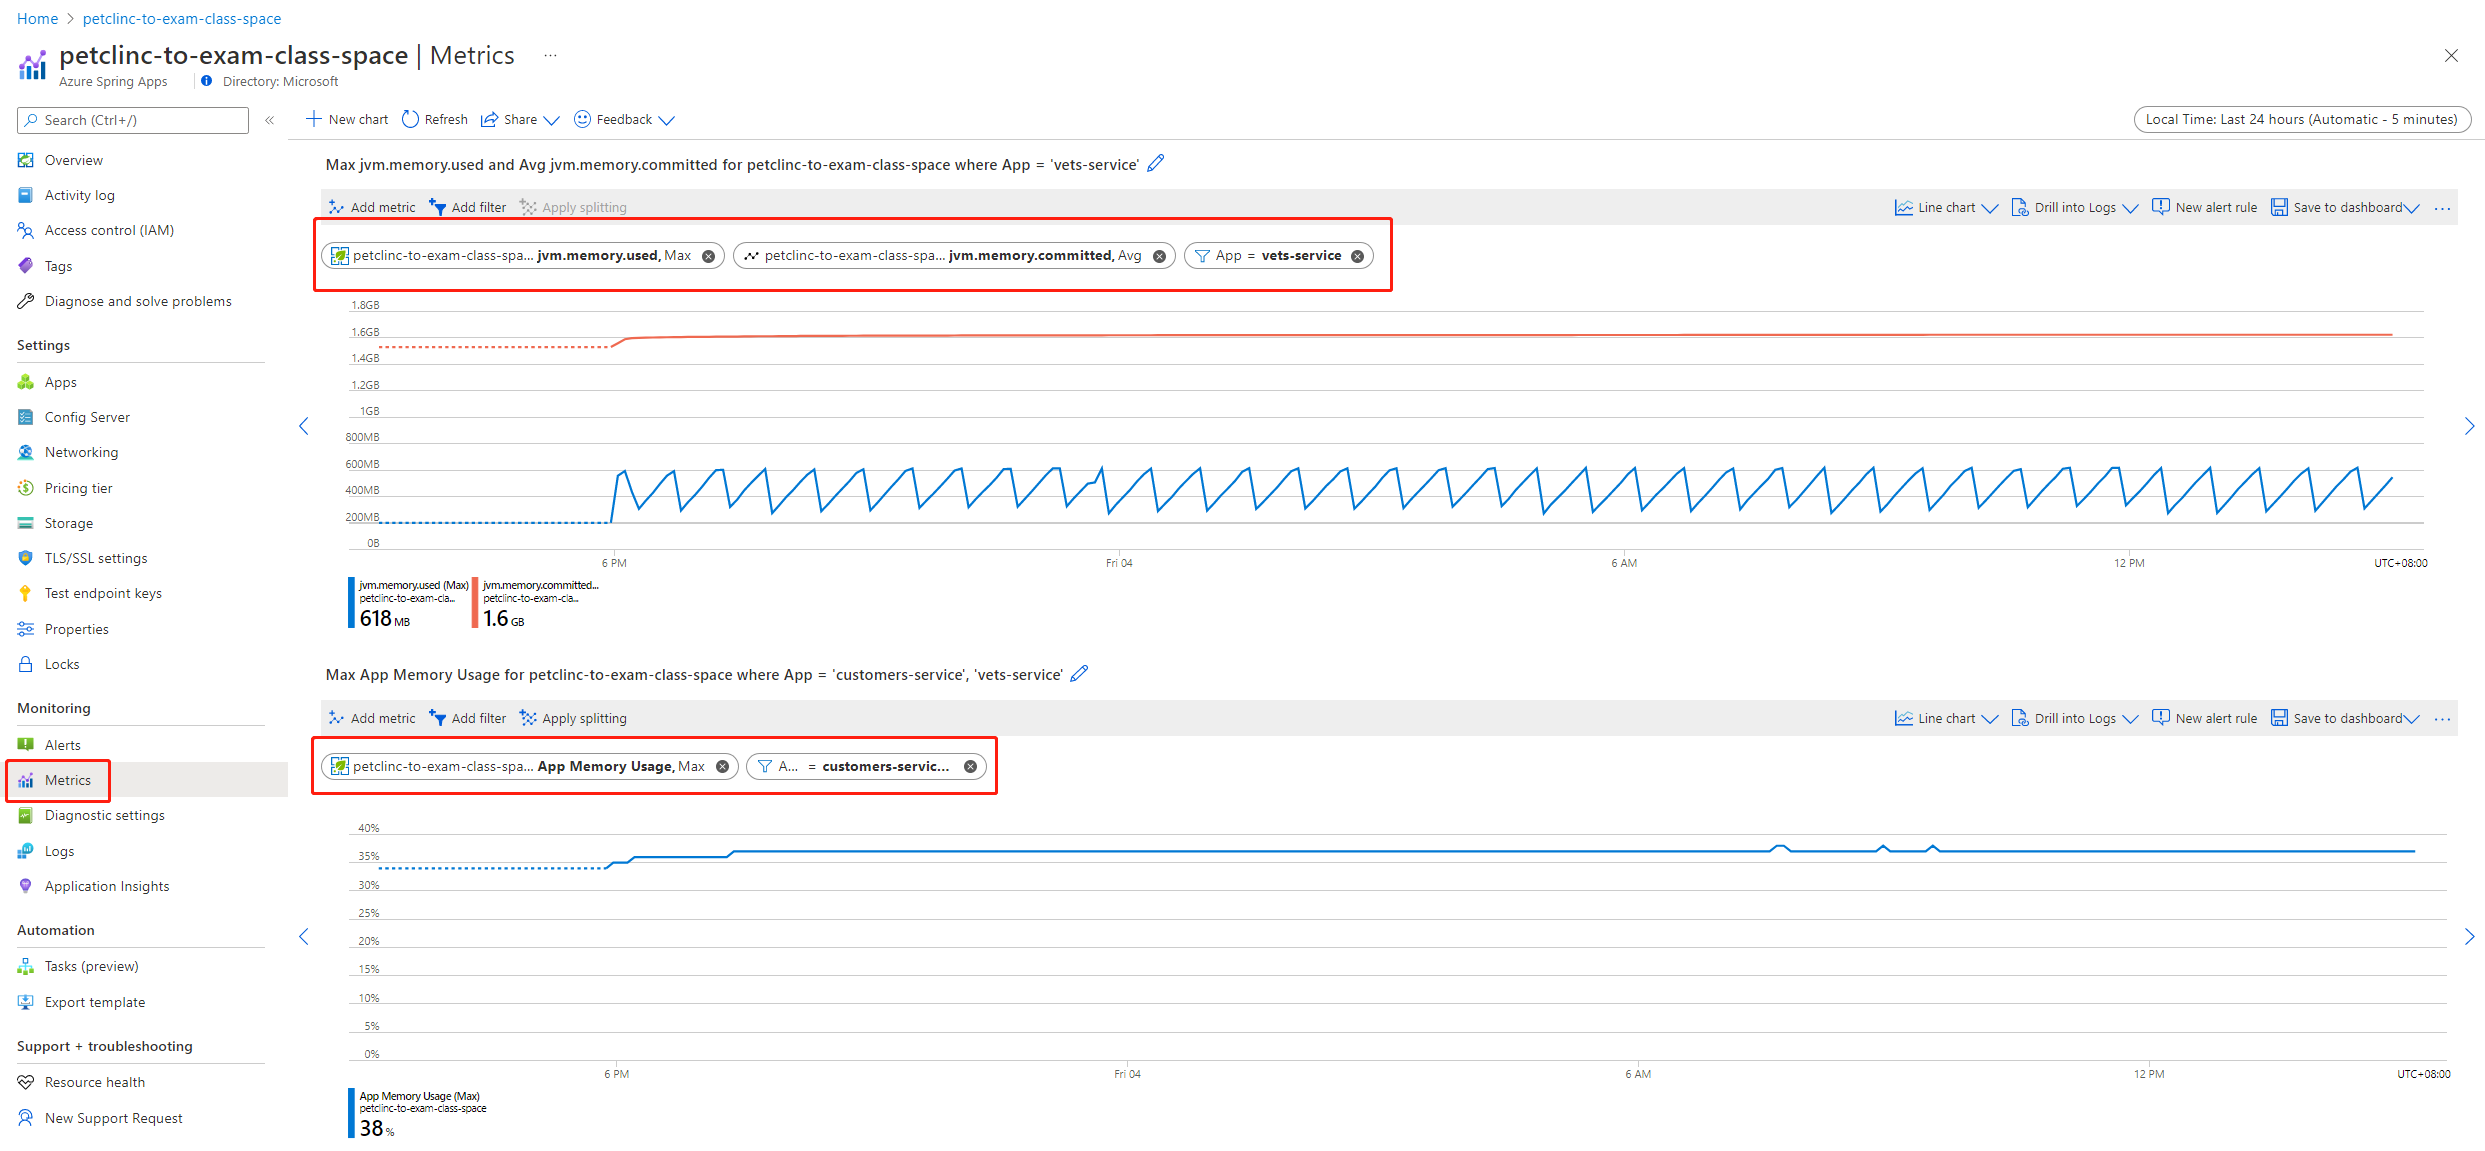 Home > petclinc-to-exam-class-space
petclinc-to-exam-class-space | Metrics ...
Azure Spring Apps
Directory: Microsoft
Search (Ctrl+/)
«
Overview
Activity log
Access control (IAM)
Tags
Diagnose and solve problems
Settings
Apps
Config Server
Networking
Pricing tier
Storage
TLS/SSL settings
Test endpoint keys
Properties
Locks
Monitoring
Alerts
Metrics
Diagnostic settings
Logs
Application Insights
Automation
Tasks (preview)
Export template
Support + troubleshooting
Resource health
New Support Request
New chart Refresh Share Feedback
Local Time: Last 24 hours (Automatic - 5 minutes)
Max jvm.memory.used and Avg jvm.memory.committed for petclinc-to-exam-class-space where App = 'vets-service'
Add metric Add filter Apply splitting Line chart Drill into Logs New alert rule Save to dashboard ...
petclinc-to-exam-class-spa... jvm.memory.used, Max petclinc-to-exam-class-spa... jvm.memory.committed, Avg App = vets-service
1.8GB
1.6GB
1.4GB
1.2GB
1GB
800MB
600MB
400MB
200MB
0B
6 PM Fri 04 6 AM 12 PM UTC+08:00
jvm.memory.used (Max) jvm.memory.committed...
petclinc-to-exam-cla... petclinc-to-exam-cla...
618 MB 1.6 GB
Max App Memory Usage for petclinc-to-exam-class-space where App = 'customers-service', 'vets-service'
Add metric Add filter Apply splitting Line chart Drill into Logs New alert rule Save to dashboard ...
petclinc-to-exam-class-spa... App Memory Usage, Max A... = customers-servic...
40%
35%
30%
25%
20%
15%
10%
5%
0%
6 PM Fri 04 6 AM 12 PM UTC+08:00
App Memory Usage (Max)
petclinc-to-exam-class-space
38 %